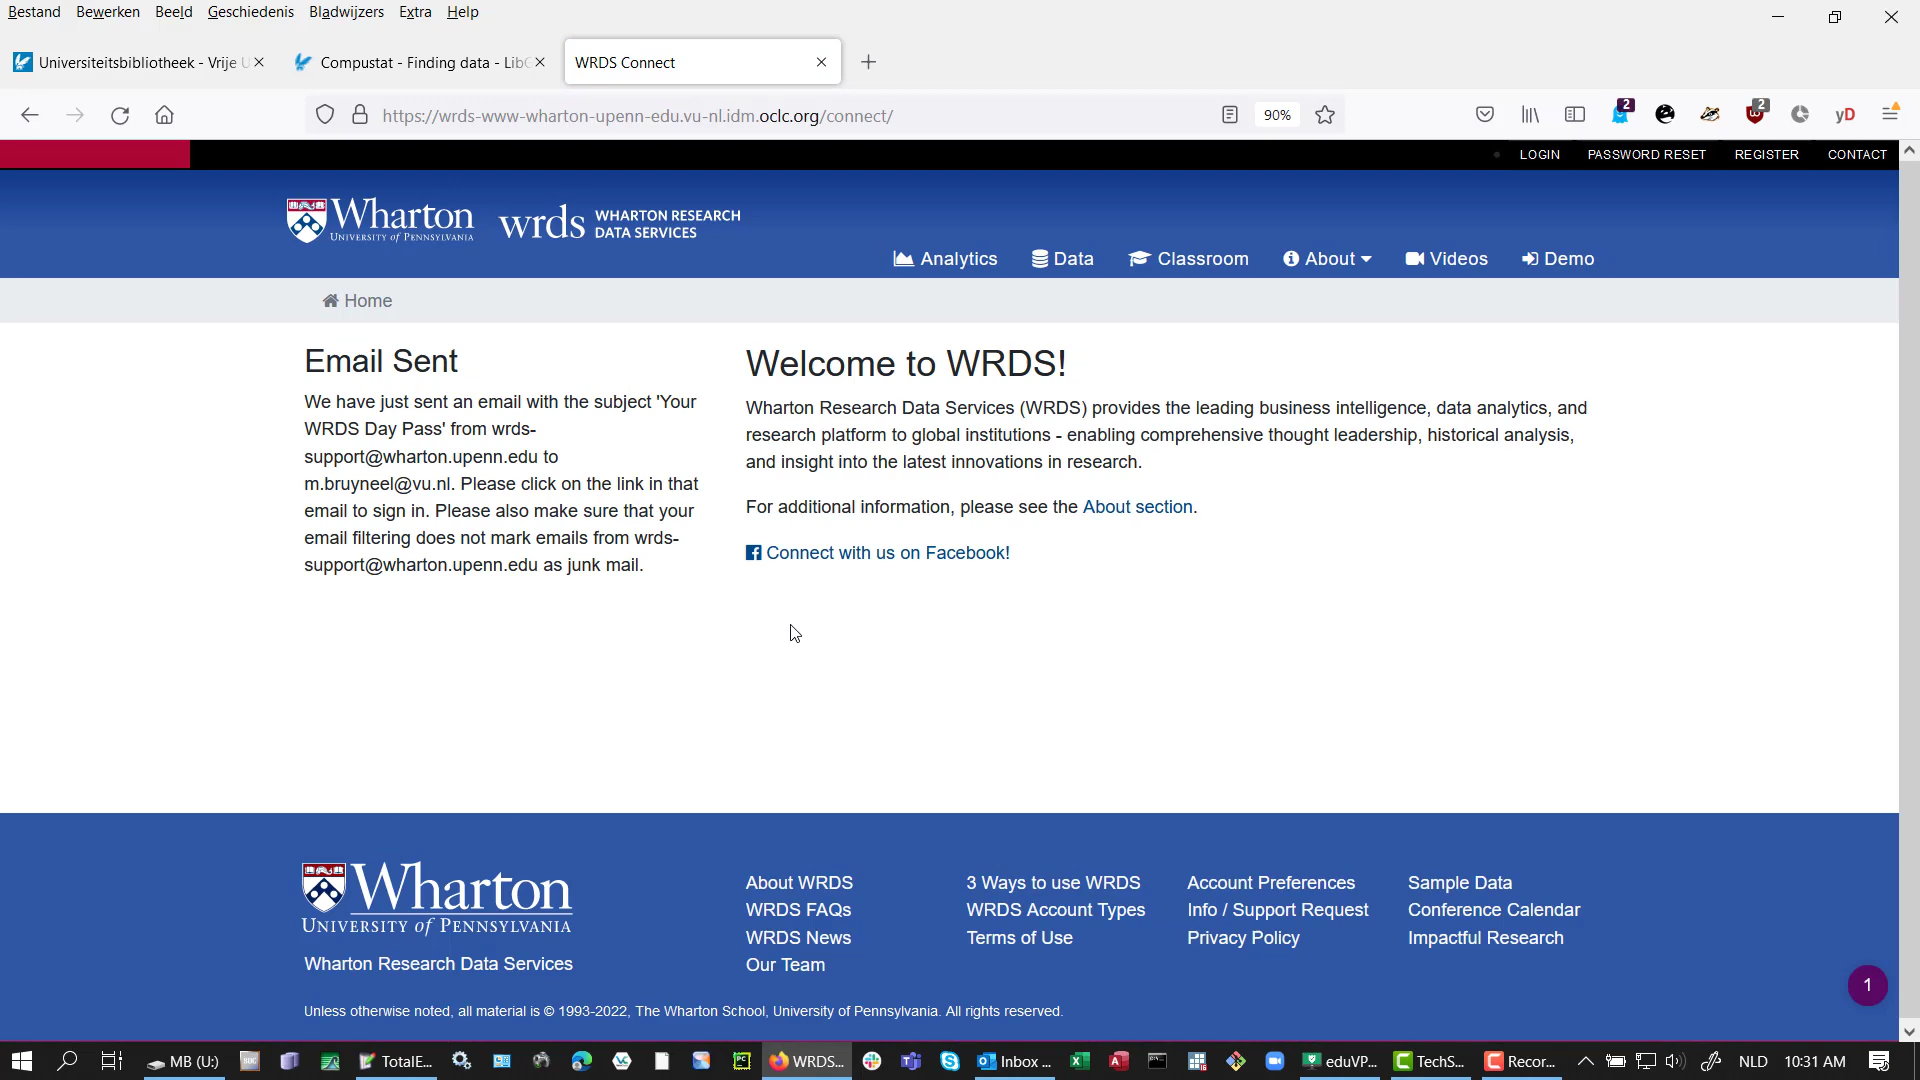 Bestand Bewerken Beeld Geschiedenis Bladwijzers Extra Help
Universiteitsbibliotheek - Vrije U
Compustat - Finding data - Lib
WRDS Connect
https://wrds-www-wharton-upenn-edu.vu-nl.idm.oclc.org/connect/
90%
2
2
yD
LOGIN PASSWORD RESET REGISTER CONTACT
Wharton
UNIVERSITY of PENNSYLVANIA
wrds WHARTON RESEARCH
DATA SERVICES
Analytics Data Classroom About Videos Demo
Home
Email Sent
We have just sent an email with the subject 'Your
WRDS Day Pass' from wrds-
support@wharton.upenn.edu to
m.bruyneel@vu.nl. Please click on the link in that
email to sign in. Please also make sure that your
email filtering does not mark emails from wrds-
support@wharton.upenn.edu as junk mail.
Welcome to WRDS!
Wharton Research Data Services (WRDS) provides the leading business intelligence, data analytics, and
research platform to global institutions - enabling comprehensive thought leadership, historical analysis,
and insight into the latest innovations in research.
For additional information, please see the About section.
Connect with us on Facebook!
Wharton
UNIVERSITY of PENNSYLVANIA
Wharton Research Data Services
About WRDS
WRDS FAQs
WRDS News
Our Team
3 Ways to use WRDS
WRDS Account Types
Terms of Use
Account Preferences
Info / Support Request
Privacy Policy
Sample Data
Conference Calendar
Impactful Research
1
Unless otherwise noted, all material is © 1993-2022, The Wharton School, University of Pennsylvania. All rights reserved.
MB (U:) TotalE... WRDS... Inbox ... eduVP... TechS... Recor... NLD 10:31 AM